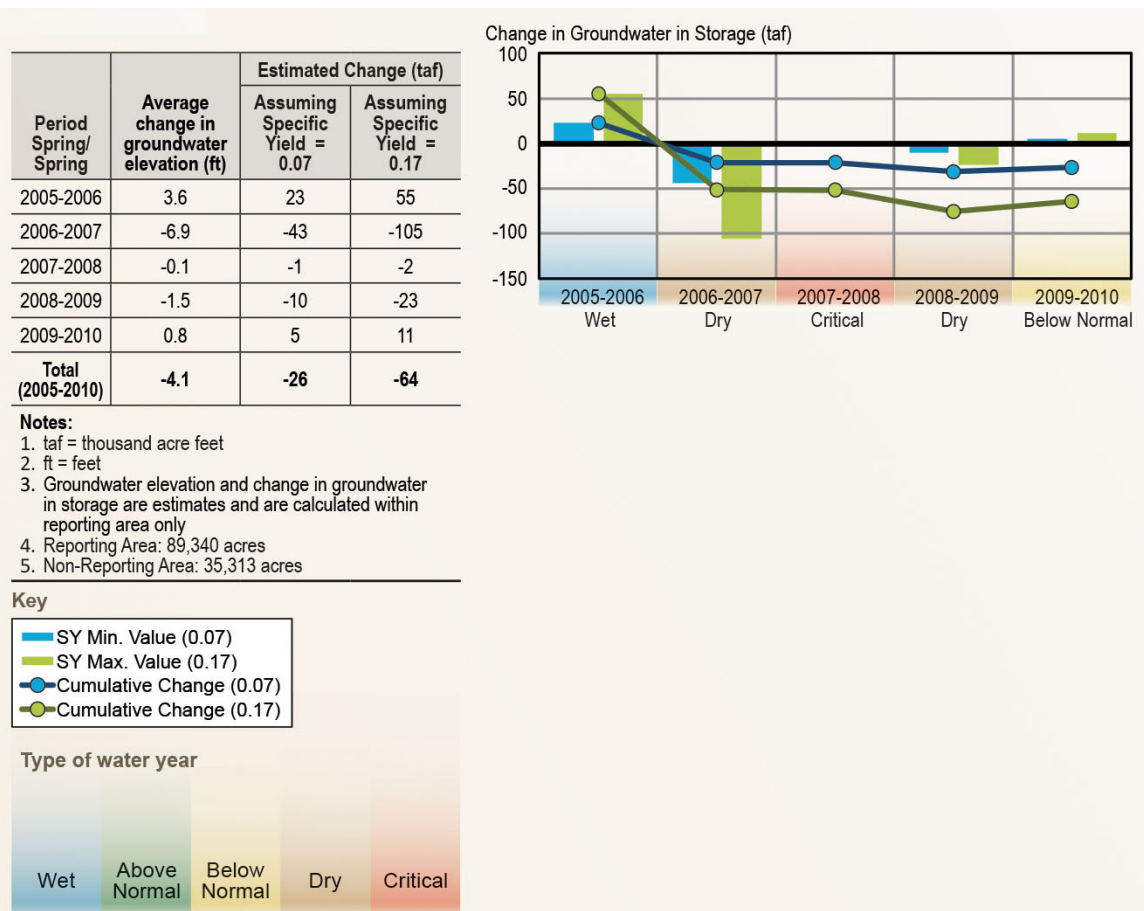 Period Spring/ Spring
Average change in groundwater elevation (ft)
Estimated Change (taf)
Assuming Specific Yield = 0.07
Assuming Specific Yield = 0.17
2005-2006 3.6 23 55
2006-2007 -6.9 -43 -105
2007-2008 -0.1 -1 -2
2008-2009 -1.5 -10 -23
2009-2010 0.8 5 11
Total (2005-2010) -4.1 -26 -64
Notes:
1. taf = thousand acre feet
2. ft = feet
3. Groundwater elevation and change in groundwater
in storage are estimates and are calculated within
reporting area only
4. Reporting Area: 89,340 acres
5. Non-Reporting Area: 35,313 acres
Key
SY Min. Value (0.07)
SY Max. Value (0.17)
Cumulative Change (0.07)
Cumulative Change (0.17)
Type of water year
Wet
Above Normal
Below Normal
Dry
Critical
Change in Groundwater in Storage (taf)
100
50
0
-50
-100
-150
2005-2006 2006-2007 2007-2008 2008-2009 2009-2010
Wet Dry Critical Dry Below Normal